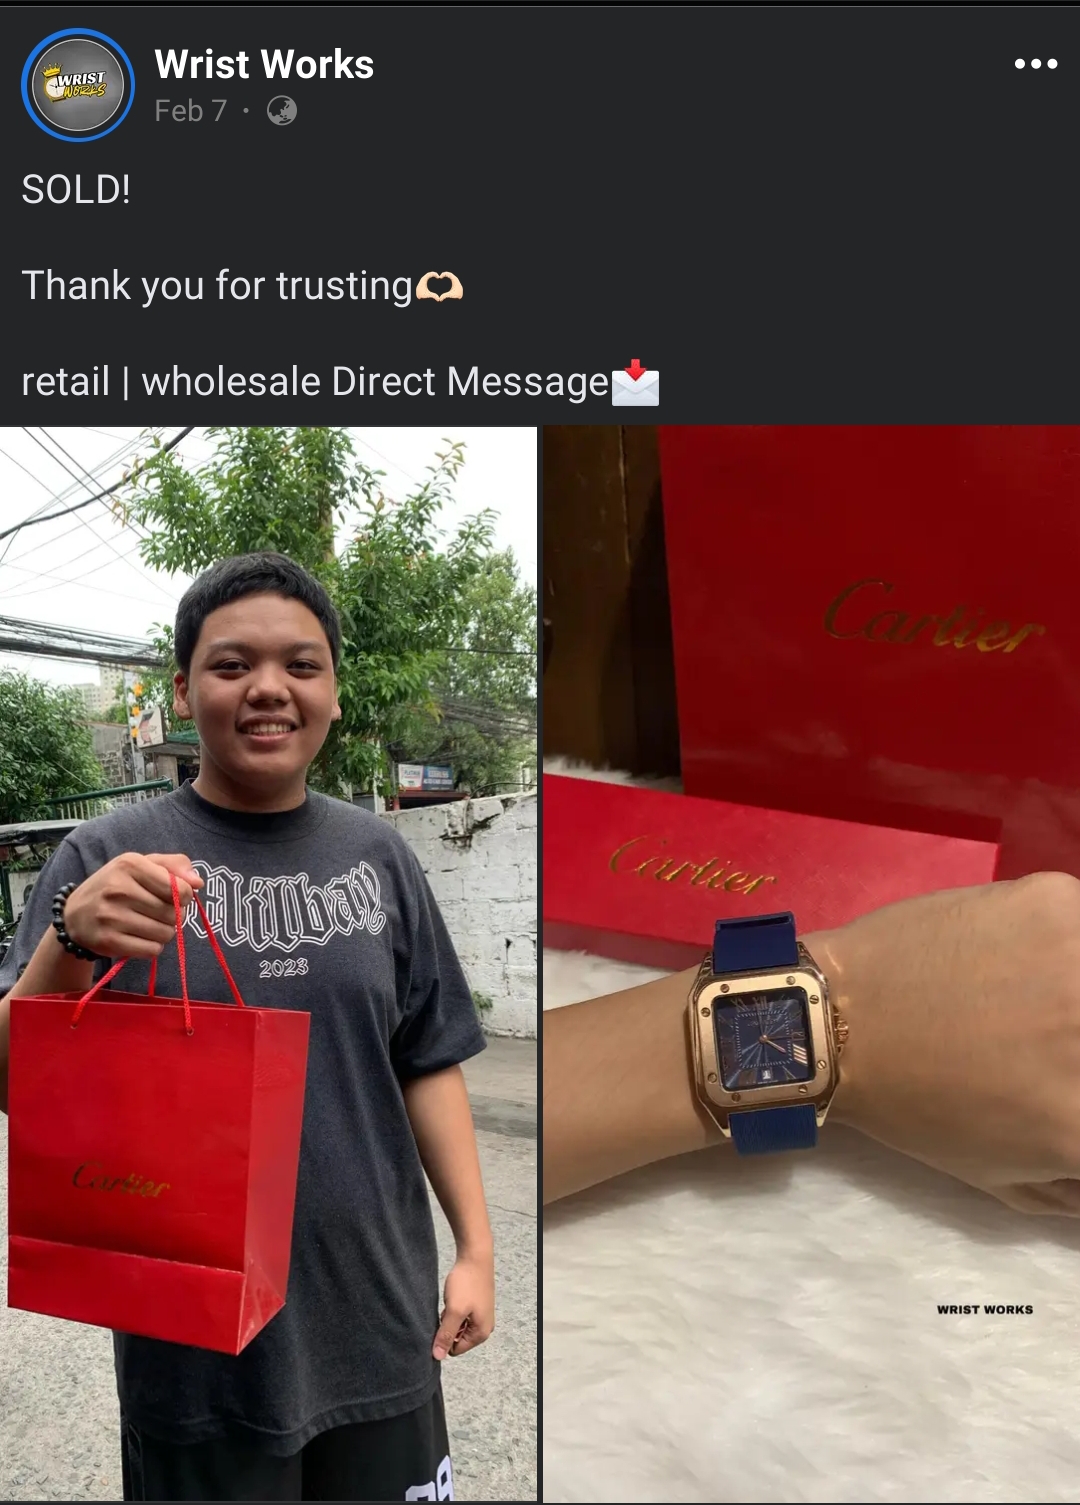 WRIST
WORKS
Wrist Works
Feb 7 ·
SOLD!
Thank you for trusting🫶🏻
retail | wholesale Direct Message📩
Millbay
2023
Cartier
Cartier
Cartier
WRIST WORKS